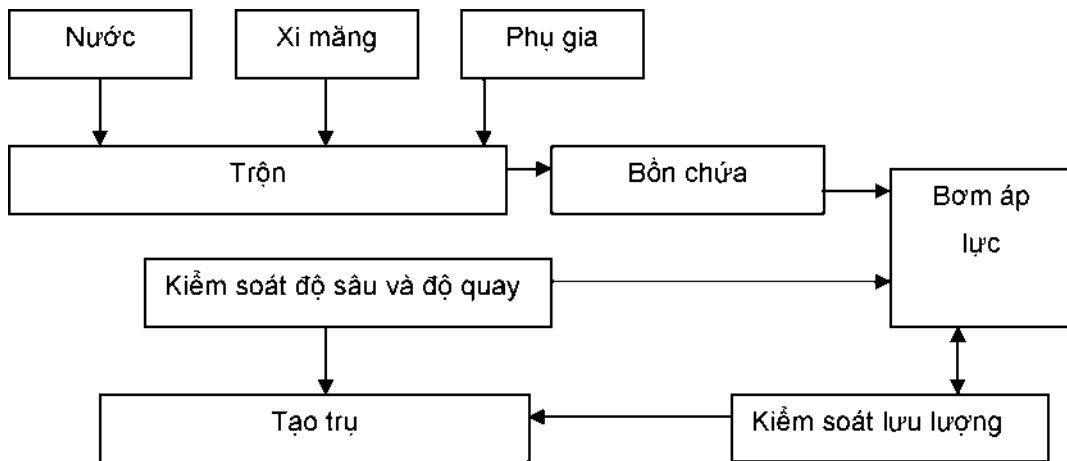 Nước
Xi măng
Phụ gia
Trộn
Bồn chứa
Bơm áp
lực
Kiểm soát độ sâu và độ quay
Tạo trụ
Kiểm soát lưu lượng